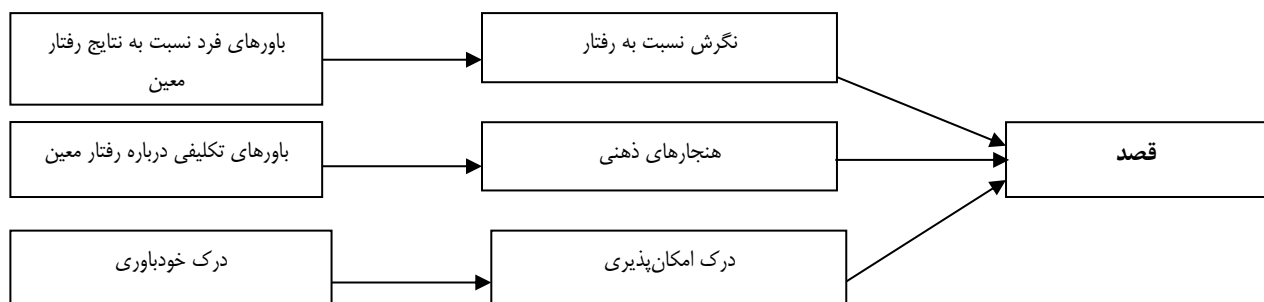 باورهای فرد نسبت به نتایج رفتار
معین
نگرش نسبت به رفتار
باورهای تکلیفی درباره رفتار معین
هنجارهای ذهنی
قصد
درک خودباوری
درک امکان‌پذیری